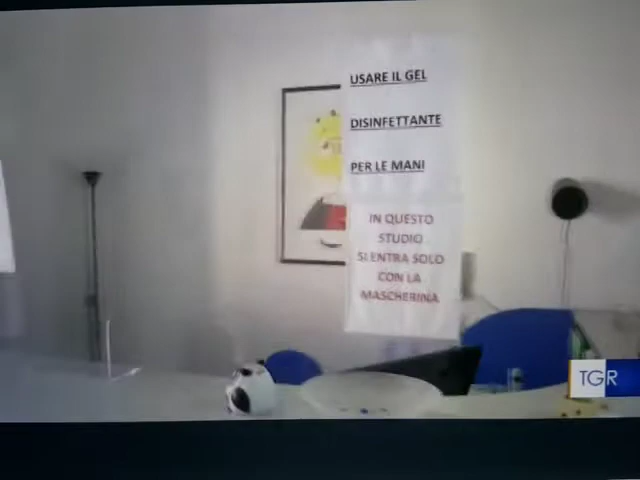 USARE IL GEL
DISINFETTANTE
PER LE MANI
IN QUESTO
STUDIO
SI ENTRA SOLO
CON LA
MASCHERINA
TGR